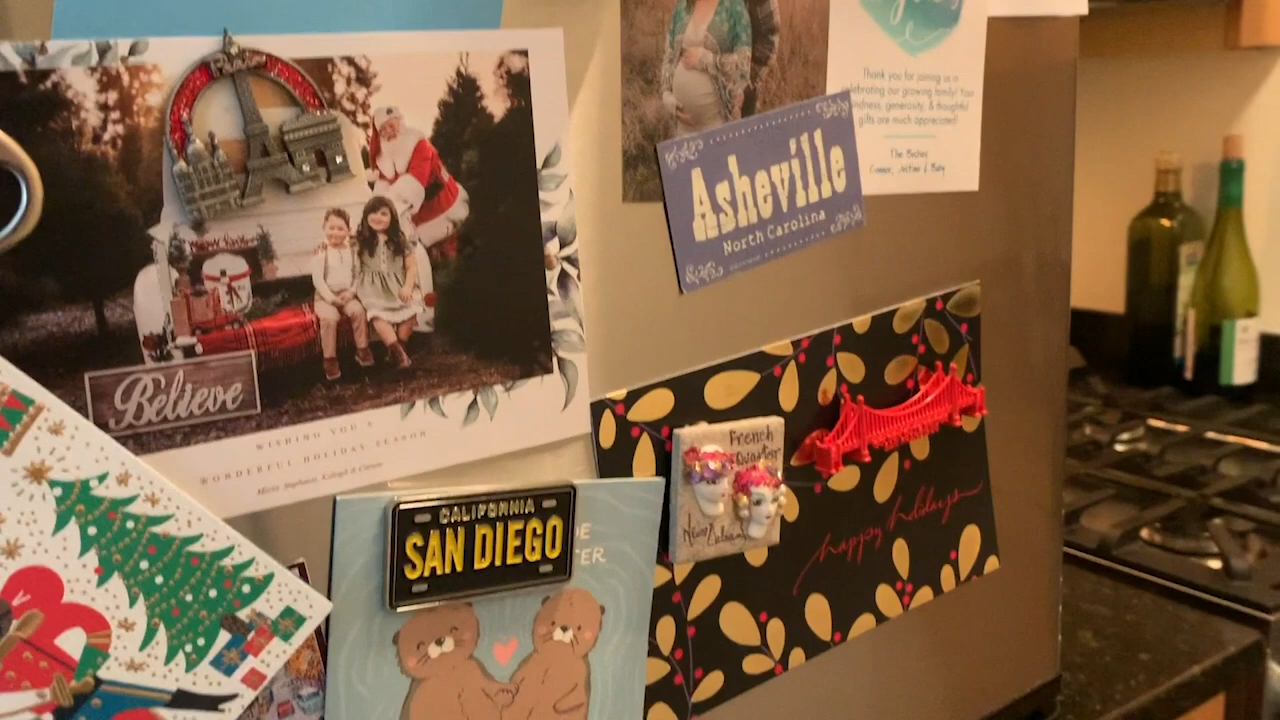 Thank you for joining us in
celebrating our growing family! Your
kindness, generosity, & thoughtful
gifts are much appreciated!
Asheville
North Carolina
Believe
WISHING YOU A
WONDERFUL HOLIDAY SEASON
CALIFORNIA
SAN DIEGO
French
Quarter
New Orleans
happy holidays